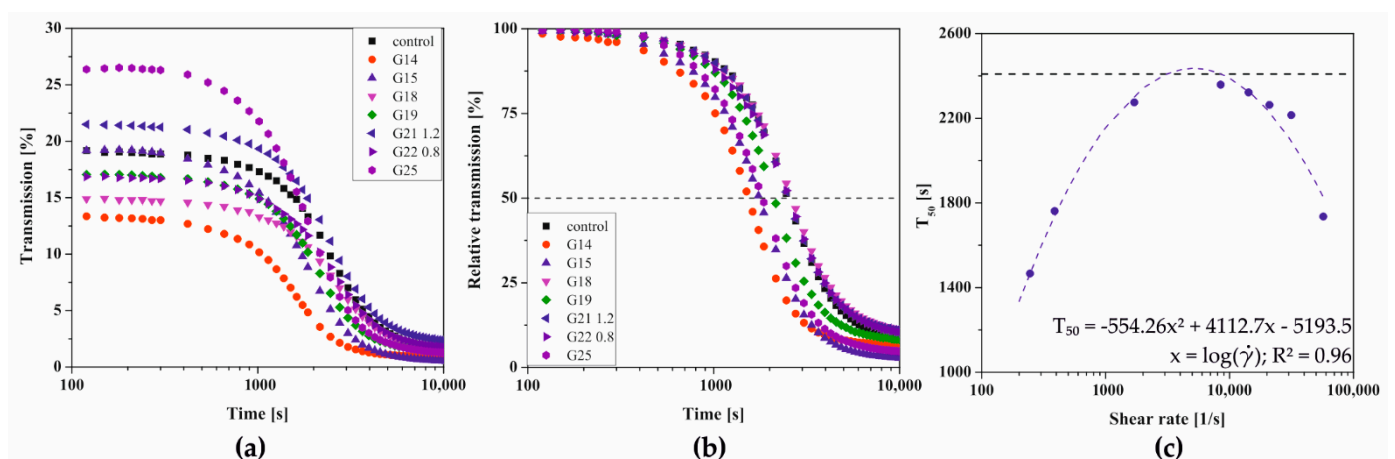 30
25
20
15
10
5
0
Transmission [%]
100
1000
10,000
Time [s]
control
G14
G15
G18
G19
G21 1.2
G22 0.8
G25
(a)
100
75
50
25
0
Relative transmission [%]
100
1000
10,000
Time [s]
control
G14
G15
G18
G19
G21 1.2
G22 0.8
G25
(b)
2600
2200
1800
1400
1000
T50 [s]
100
1000
10,000
100,000
Shear rate [1/s]
T50 = -554.26x² + 4112.7x - 5193.5
x = log(γ̇); R² = 0.96
(c)